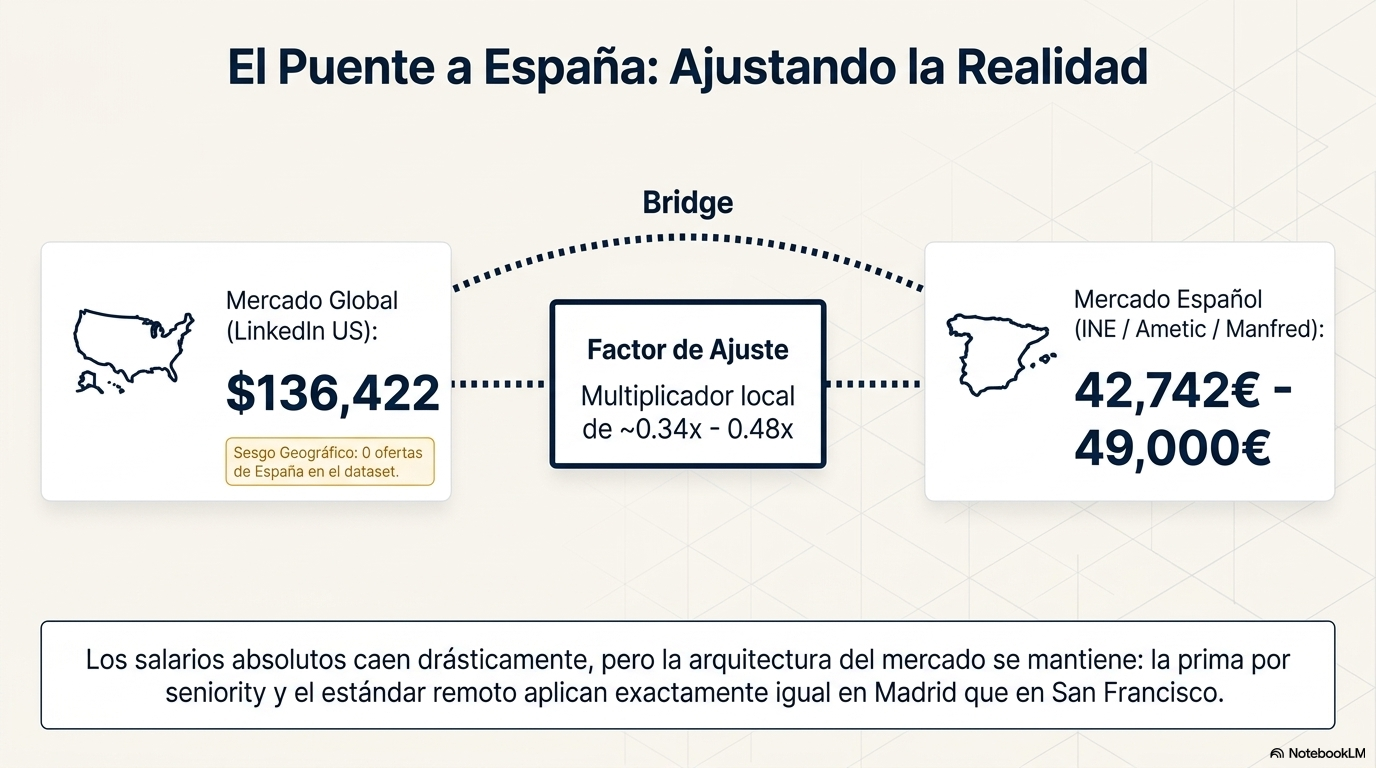 El Puente a España: Ajustando la Realidad
Bridge
Mercado Global
(LinkedIn US):
$136,422
Sesgo Geográfico: 0 ofertas
de España en el dataset.
Factor de Ajuste
Multiplicador local
de ~0.34x - 0.48x
Mercado Español
(INE / Ametic / Manfred):
42,742€ -
49,000€
Los salarios absolutos caen drásticamente, pero la arquitectura del mercado se mantiene: la prima por
seniority y el estándar remoto aplican exactamente igual en Madrid que en San Francisco.
NotebookLM